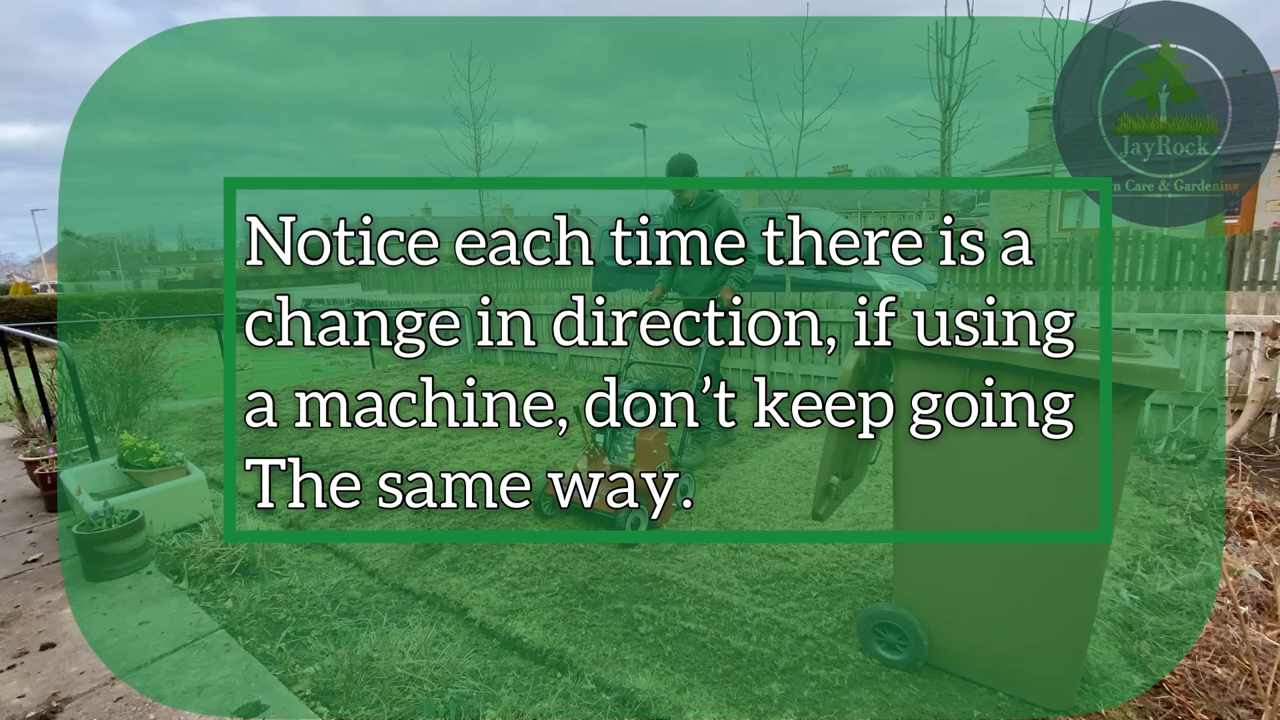 JayRock
n Care & Gardening
Notice each time there is a
change in direction, if using
a machine, don’t keep going
The same way.